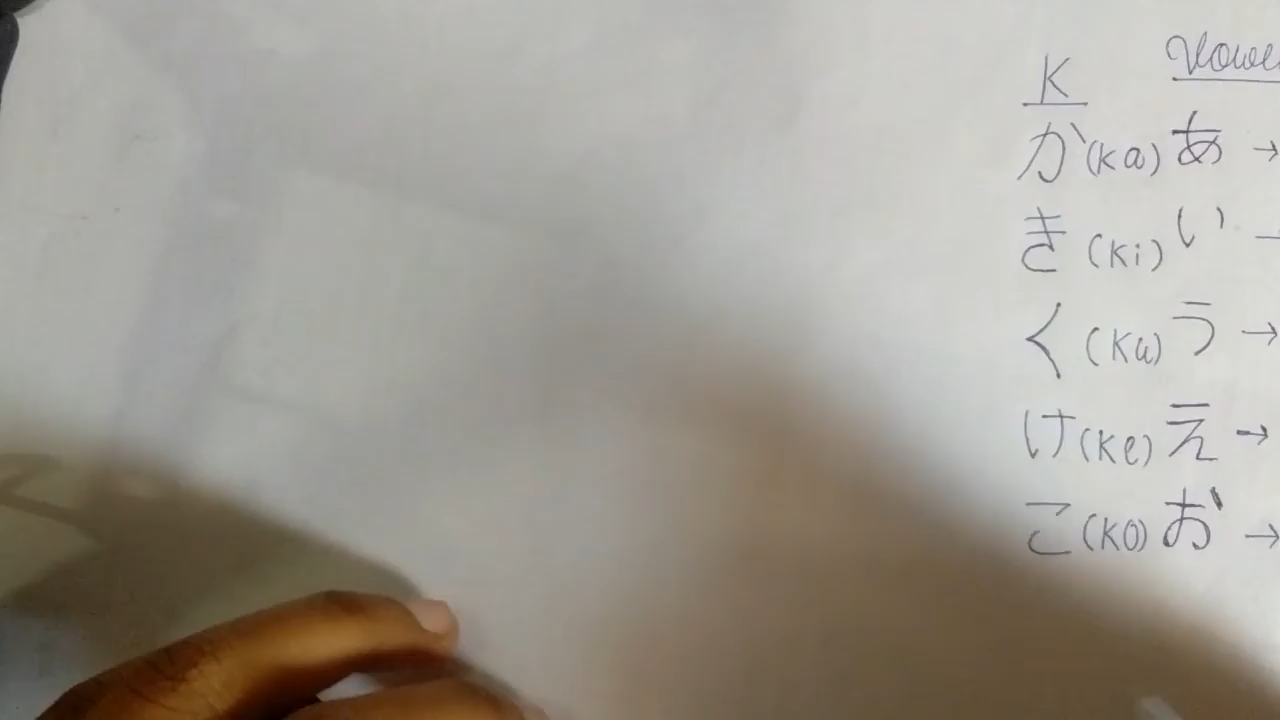 K
か(Ka) あ →
き(Ki) い →
く(Ku) う →
け(Ke) え →
こ(Ko) お →